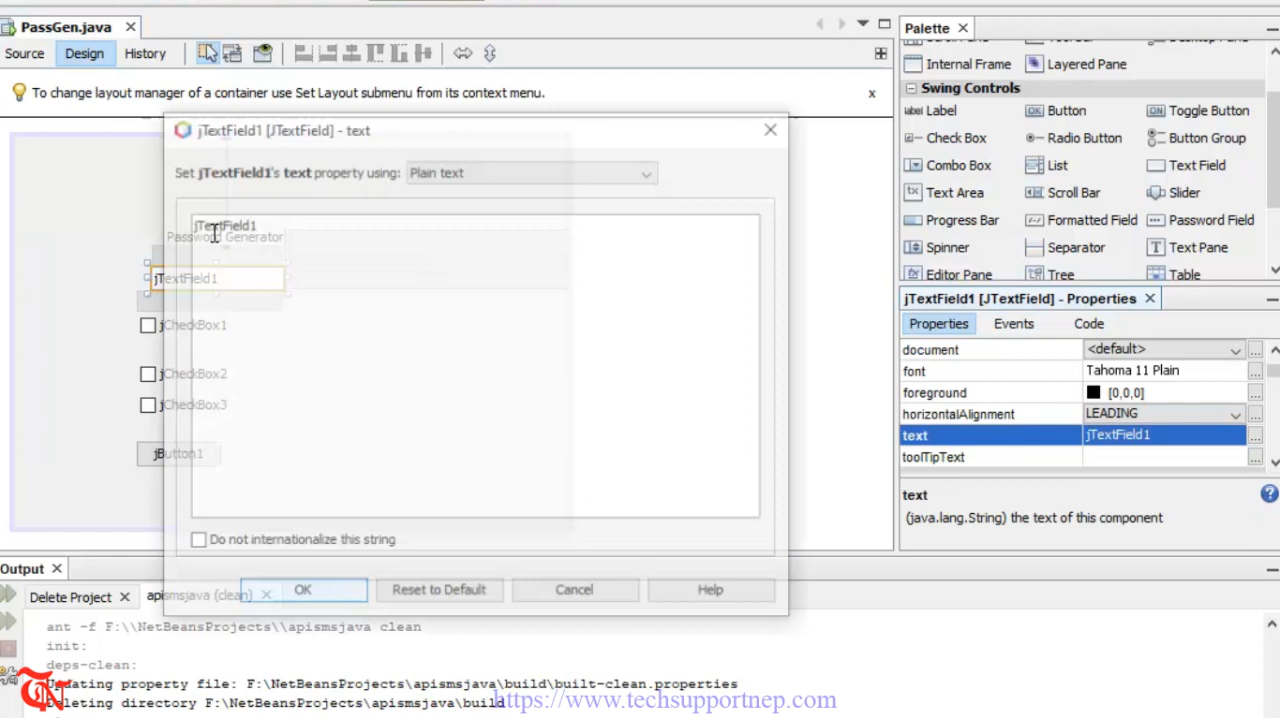 PassGen.java
Palette
Source Design History
Internal Frame Layered Pane
To change layout manager of a container use Set Layout submenu from its context menu. x
Swing Controls
label Label OK Button ON Toggle Button
Check Box Radio Button Button Group
Combo Box List Text Field
Text Area Scroll Bar Slider
Progress Bar Formatted Field Password Field
Spinner Separator Text Pane
Editor Pane Tree Table
jTextField1 [JTextField] - text
Set jTextField1's text property using: Plain text
jTextField1
Password Generator
jTextField1
jCheckBox1
jCheckBox2
jCheckBox3
jButton1
Do not internationalize this string
OK Reset to Default Cancel Help
jTextField1 [JTextField] - Properties
Properties Events Code
document <default> ...
font Tahoma 11 Plain ...
foreground [0,0,0] ...
horizontalAlignment LEADING ...
text jTextField1 ...
toolTipText ...
text
(java.lang.String) the text of this component
Output
Delete Project apismsjava (clean)
ant -f F:\\NetBeansProjects\\apismsjava clean
init:
deps-clean:
Updating property file: F:\NetBeansProjects\apismsjava\build\built-clean.properties
Deleting directory F:\NetBeansProjects\apismsjava\build
https://www.techsupportnep.com